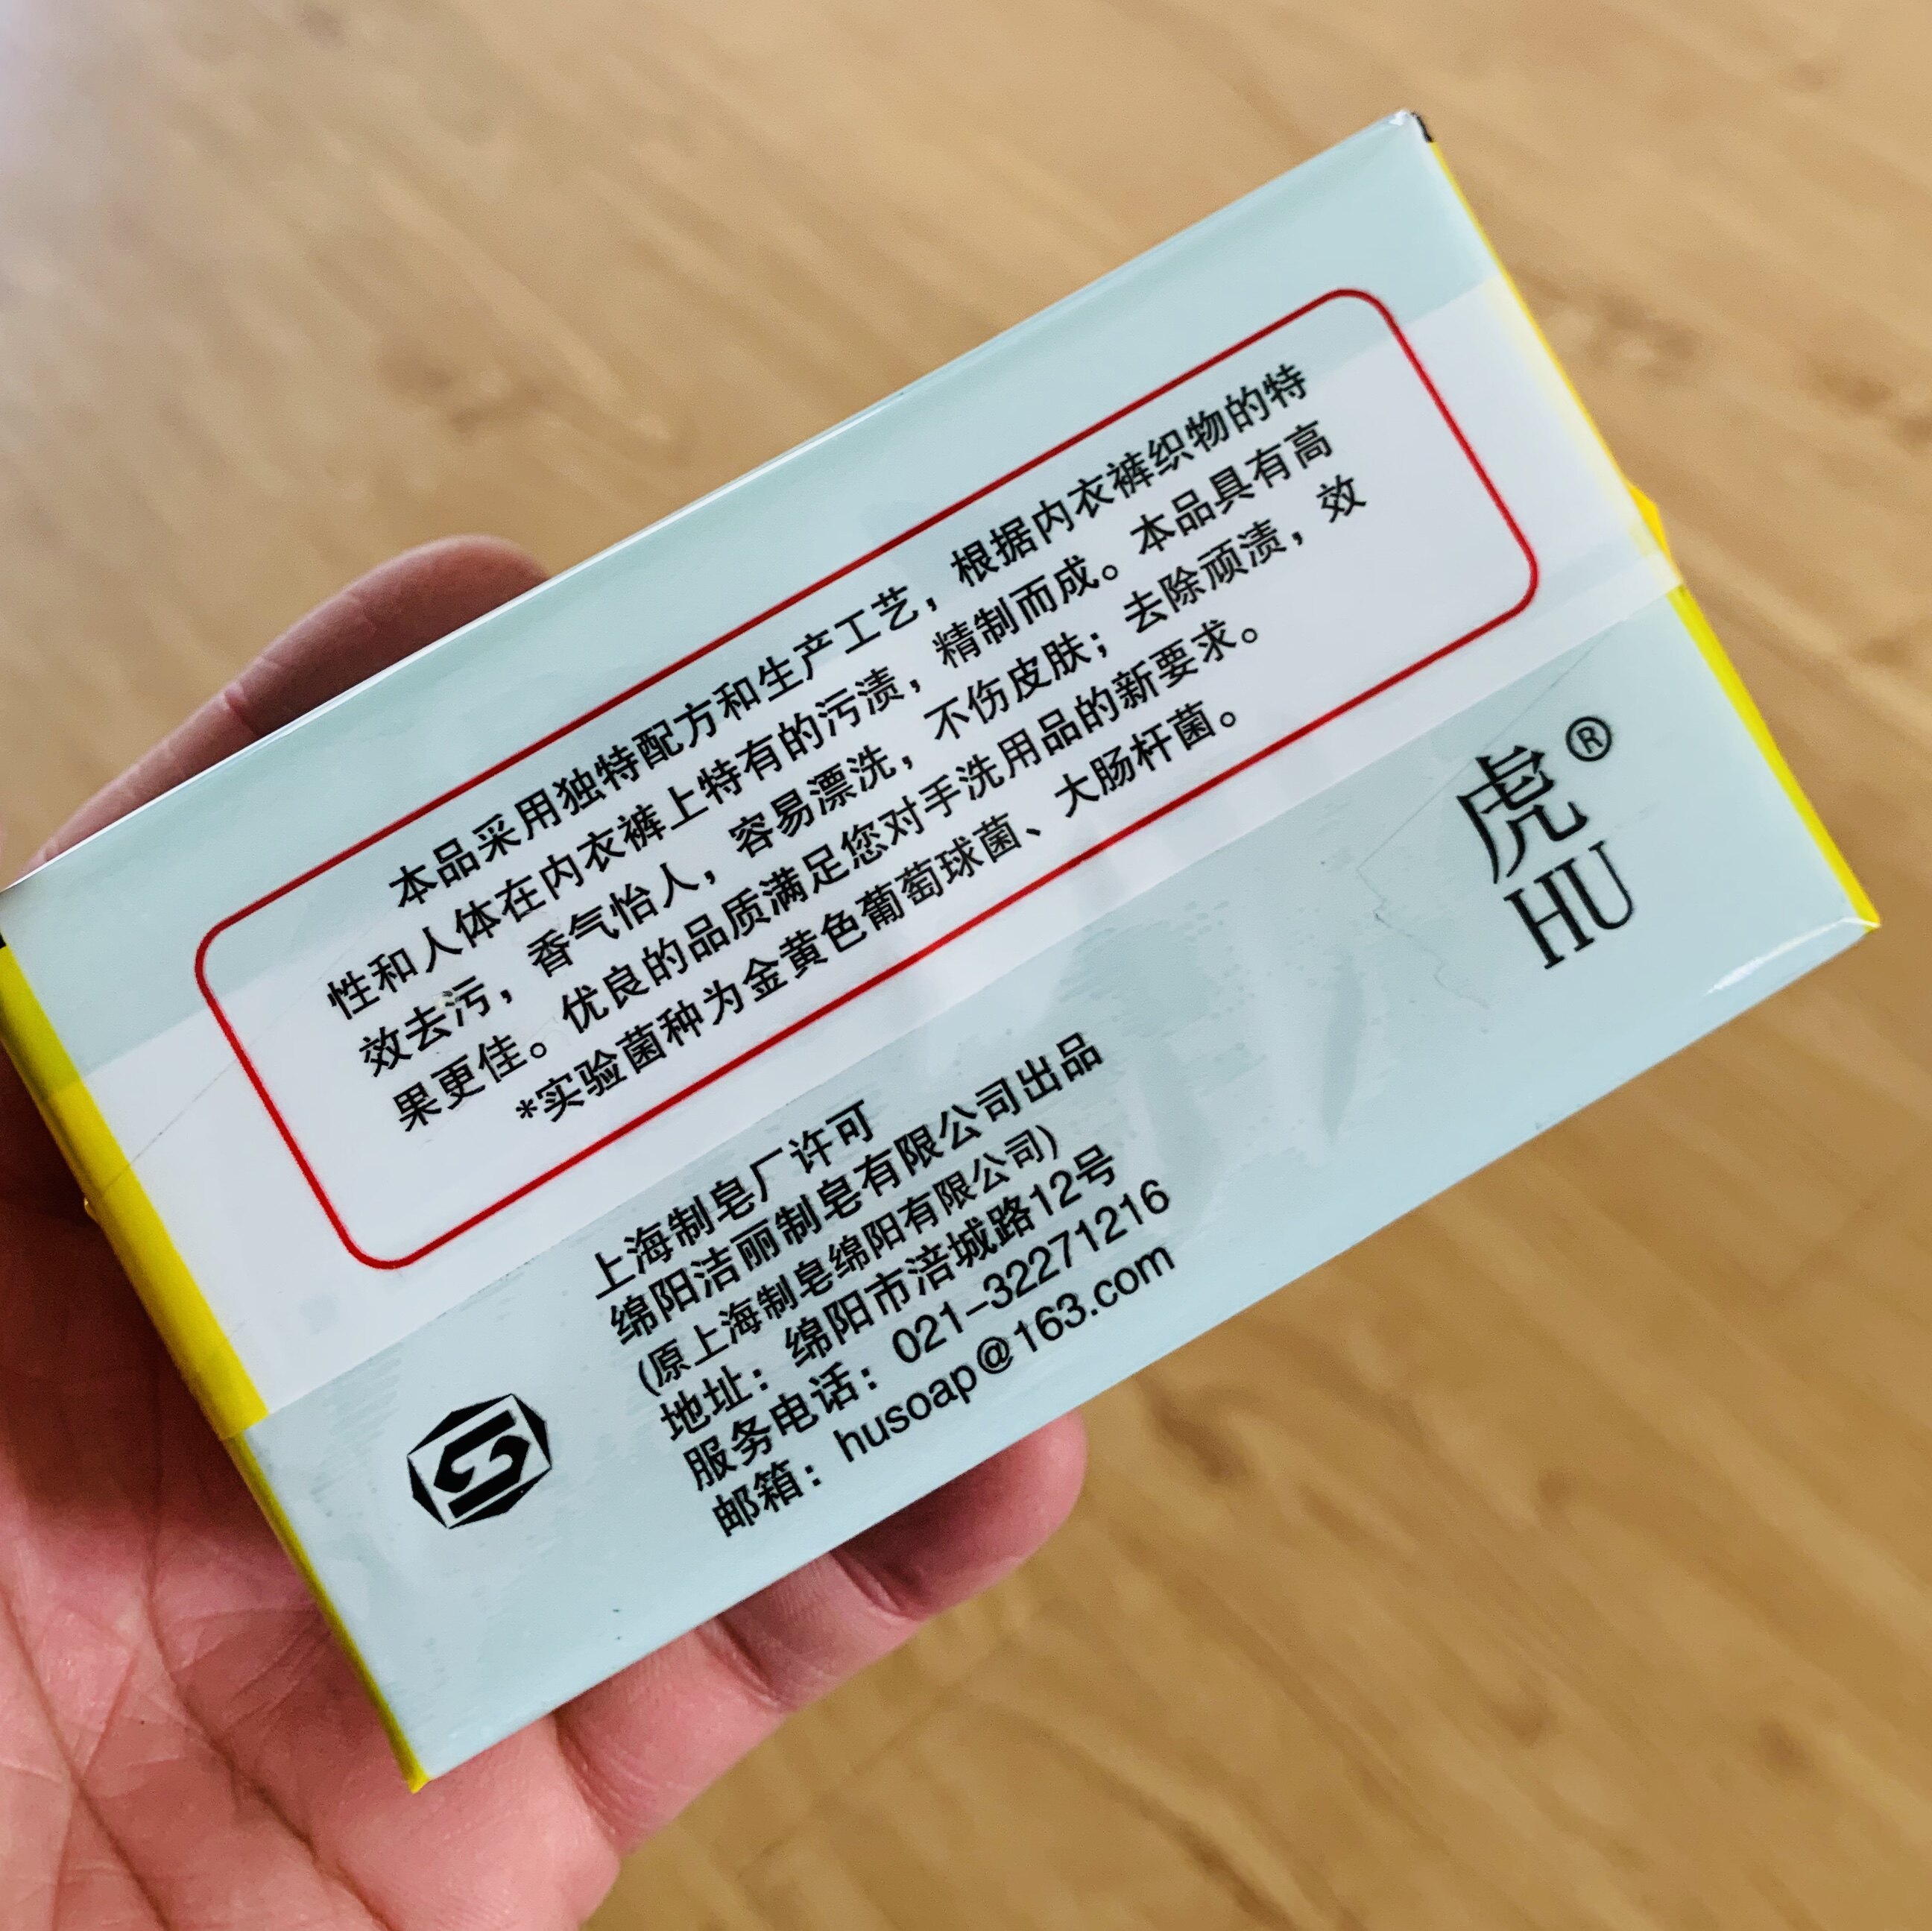 本品采用独特配方和生产工艺，根据内衣裤织物的特
性和人体在内衣裤上特有的污渍，精制而成。本品具有高
效去污，香气怡人，容易漂洗，不伤皮肤；去除顽渍，效
果更佳。优良的品质满足您对手洗用品的新要求。
*实验菌种为金黄色葡萄球菌、大肠杆菌。
虎®
HU
上海制皂厂许可
绵阳洁丽制皂有限公司出品
(原上海制皂绵阳有限公司)
地址：绵阳市涪城路12号
服务电话：021-32271216
邮箱：husoap@163.com